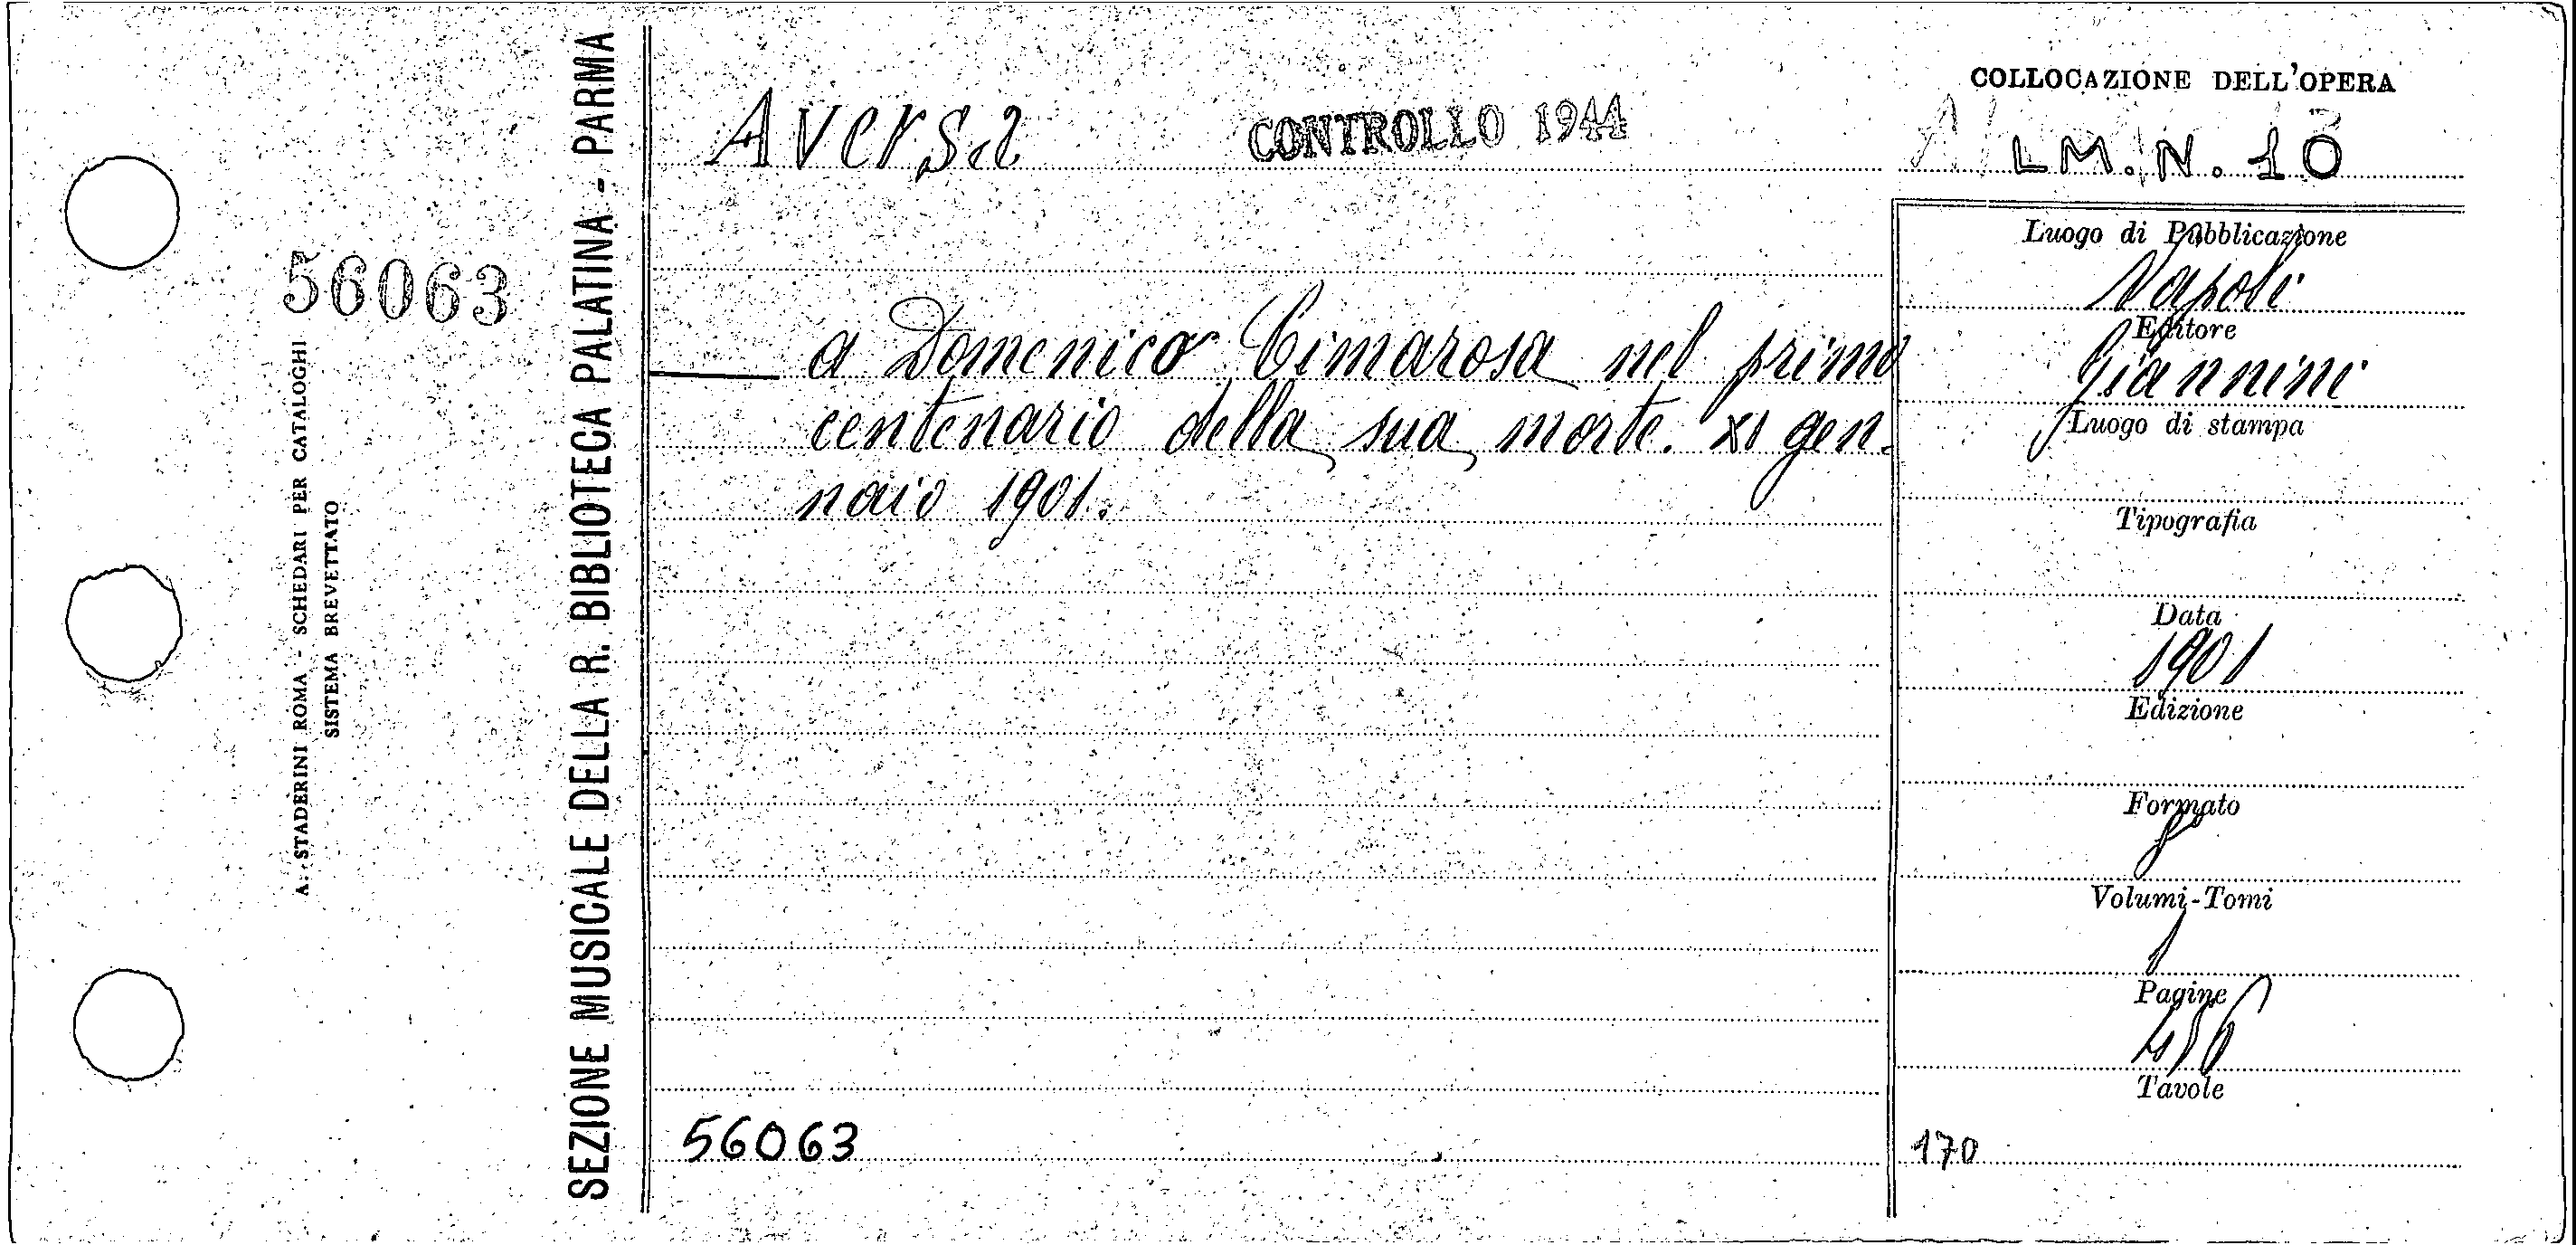 56063
A. STADERINI ROMA - SCHEDARI PER CATALOGHI
SISTEMA BREVETTATO
SEZIONE MUSICALE DELLA R. BIBLIOTECA PALATINA - PARMA
Aversa
CONTROLLO 1944
a Domenico Cimarosa nel primo
centenario della sua morte. XI gen-
naio 1901.
56063
COLLOCAZIONE DELL'OPERA
LM.N.10
Luogo di Pubblicazione
Napoli
Editore
Giannini
Luogo di stampa
Tipografia
Data
1901
Edizione
Formato
Volumi-Tomi
1
Pagine
Tavole
170